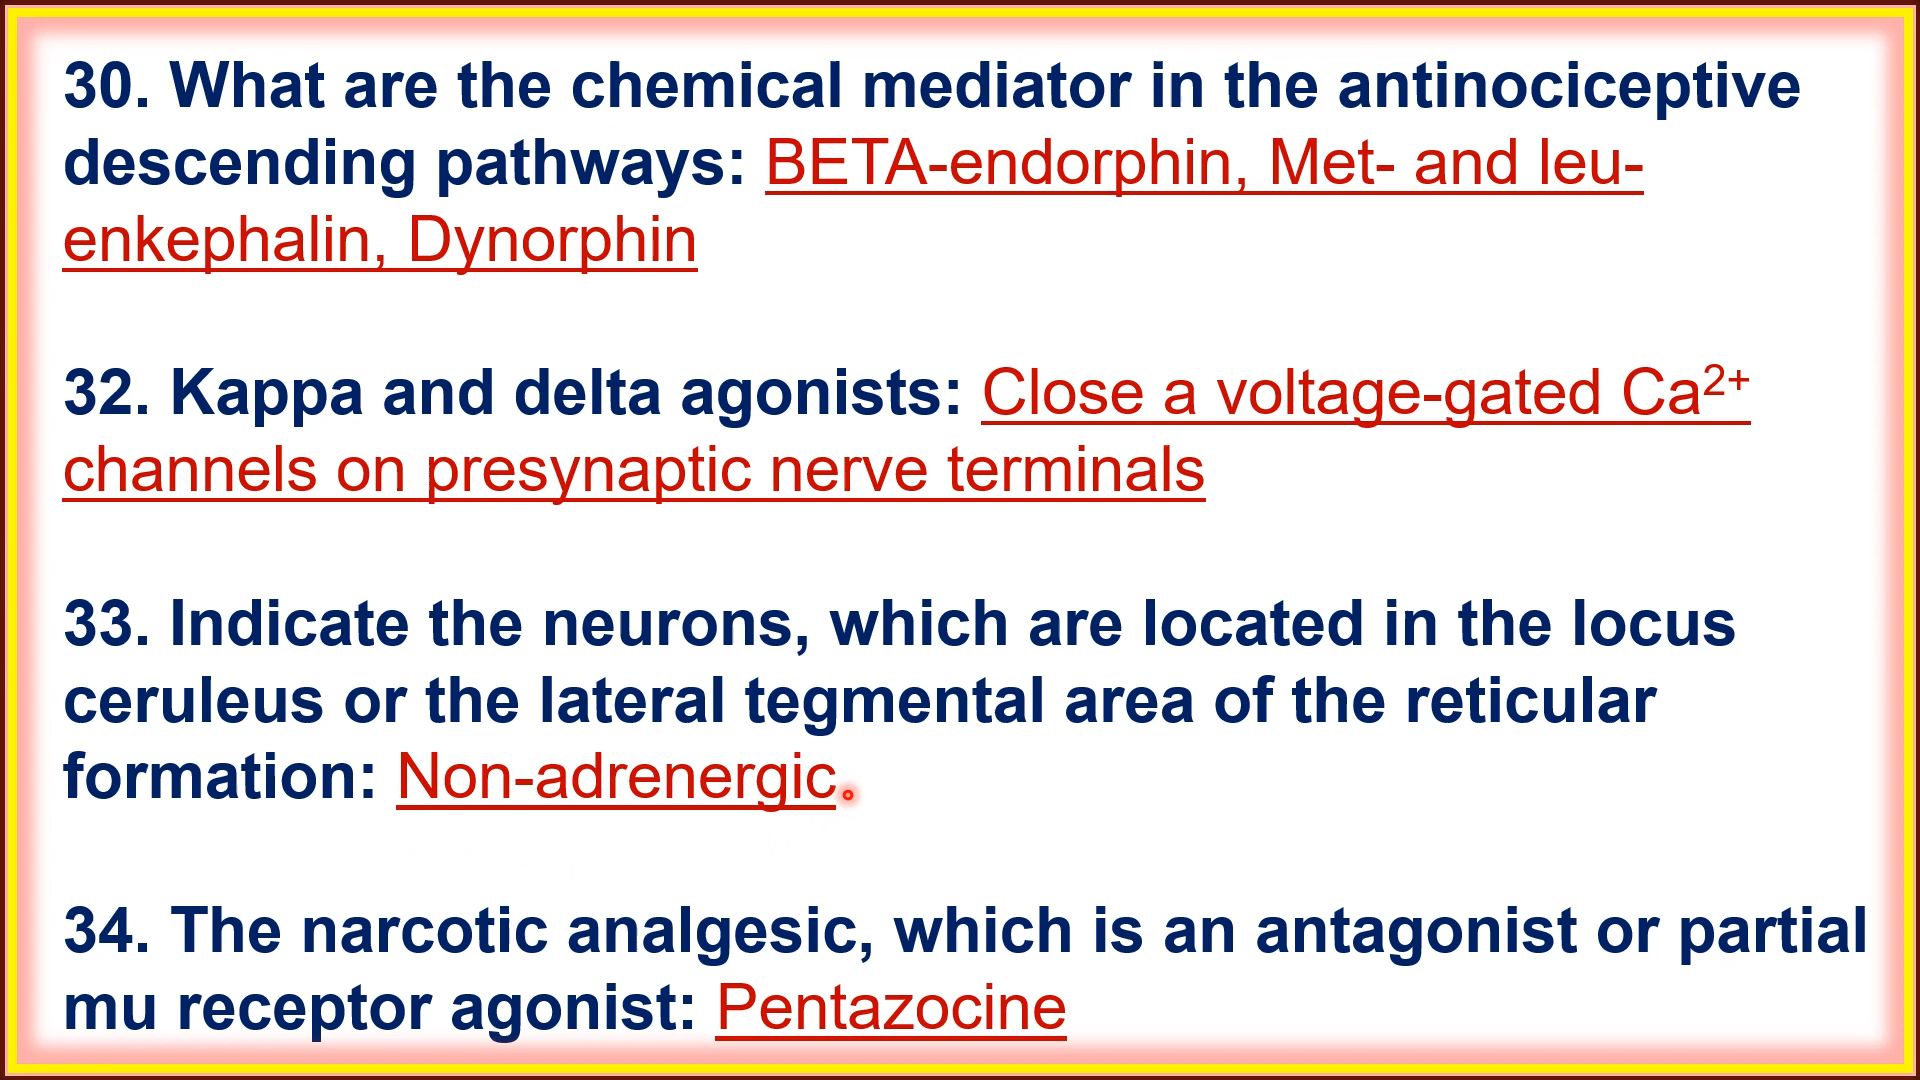 30. What are the chemical mediator in the antinociceptive
descending pathways: BETA-endorphin, Met- and leu-
enkephalin, Dynorphin
32. Kappa and delta agonists: Close a voltage-gated Ca²⁺
channels on presynaptic nerve terminals
33. Indicate the neurons, which are located in the locus
ceruleus or the lateral tegmental area of the reticular
formation: Non-adrenergic
34. The narcotic analgesic, which is an antagonist or partial
mu receptor agonist: Pentazocine